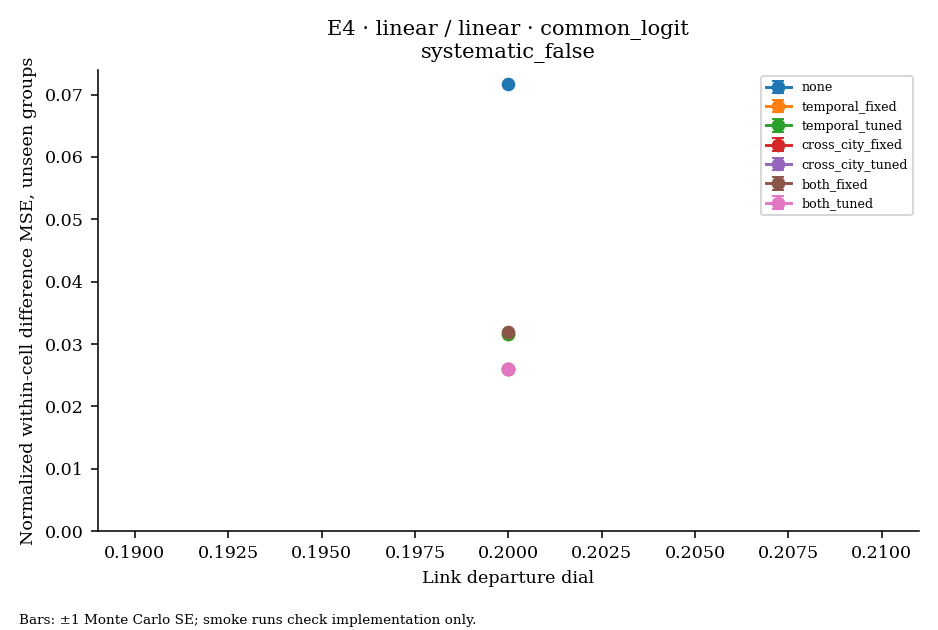 E4 · linear / linear · common_logit
systematic_false
Normalized within-cell difference MSE, unseen groups
0.07
0.06
0.05
0.04
0.03
0.02
0.01
0.00
none
temporal_fixed
temporal_tuned
cross_city_fixed
cross_city_tuned
both_fixed
both_tuned
0.1900 0.1925 0.1950 0.1975 0.2000 0.2025 0.2050 0.2075 0.2100
Link departure dial
Bars: ±1 Monte Carlo SE; smoke runs check implementation only.